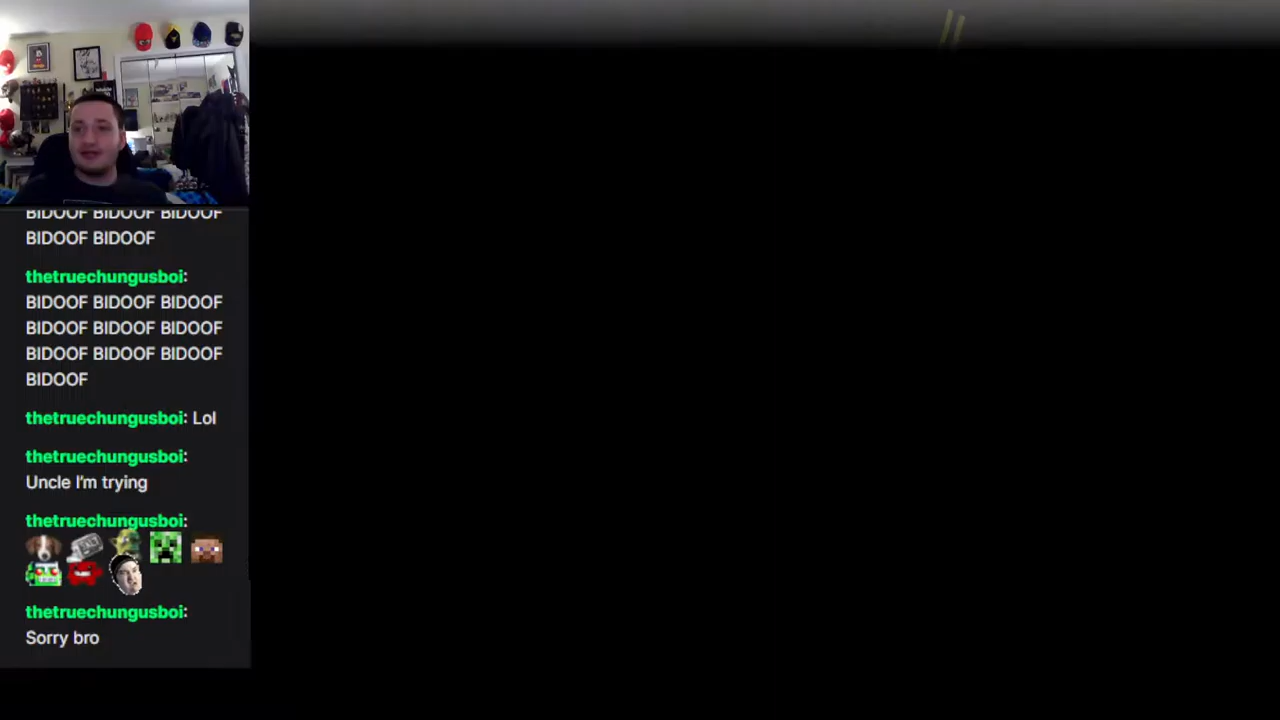 BIDOOF BIDOOF BIDOOF
BIDOOF BIDOOF
thetruechungusboi:
BIDOOF BIDOOF BIDOOF
BIDOOF BIDOOF BIDOOF
BIDOOF BIDOOF BIDOOF
BIDOOF
thetruechungusboi: Lol
thetruechungusboi:
Uncle I'm trying
thetruechungusboi:
thetruechungusboi:
Sorry bro